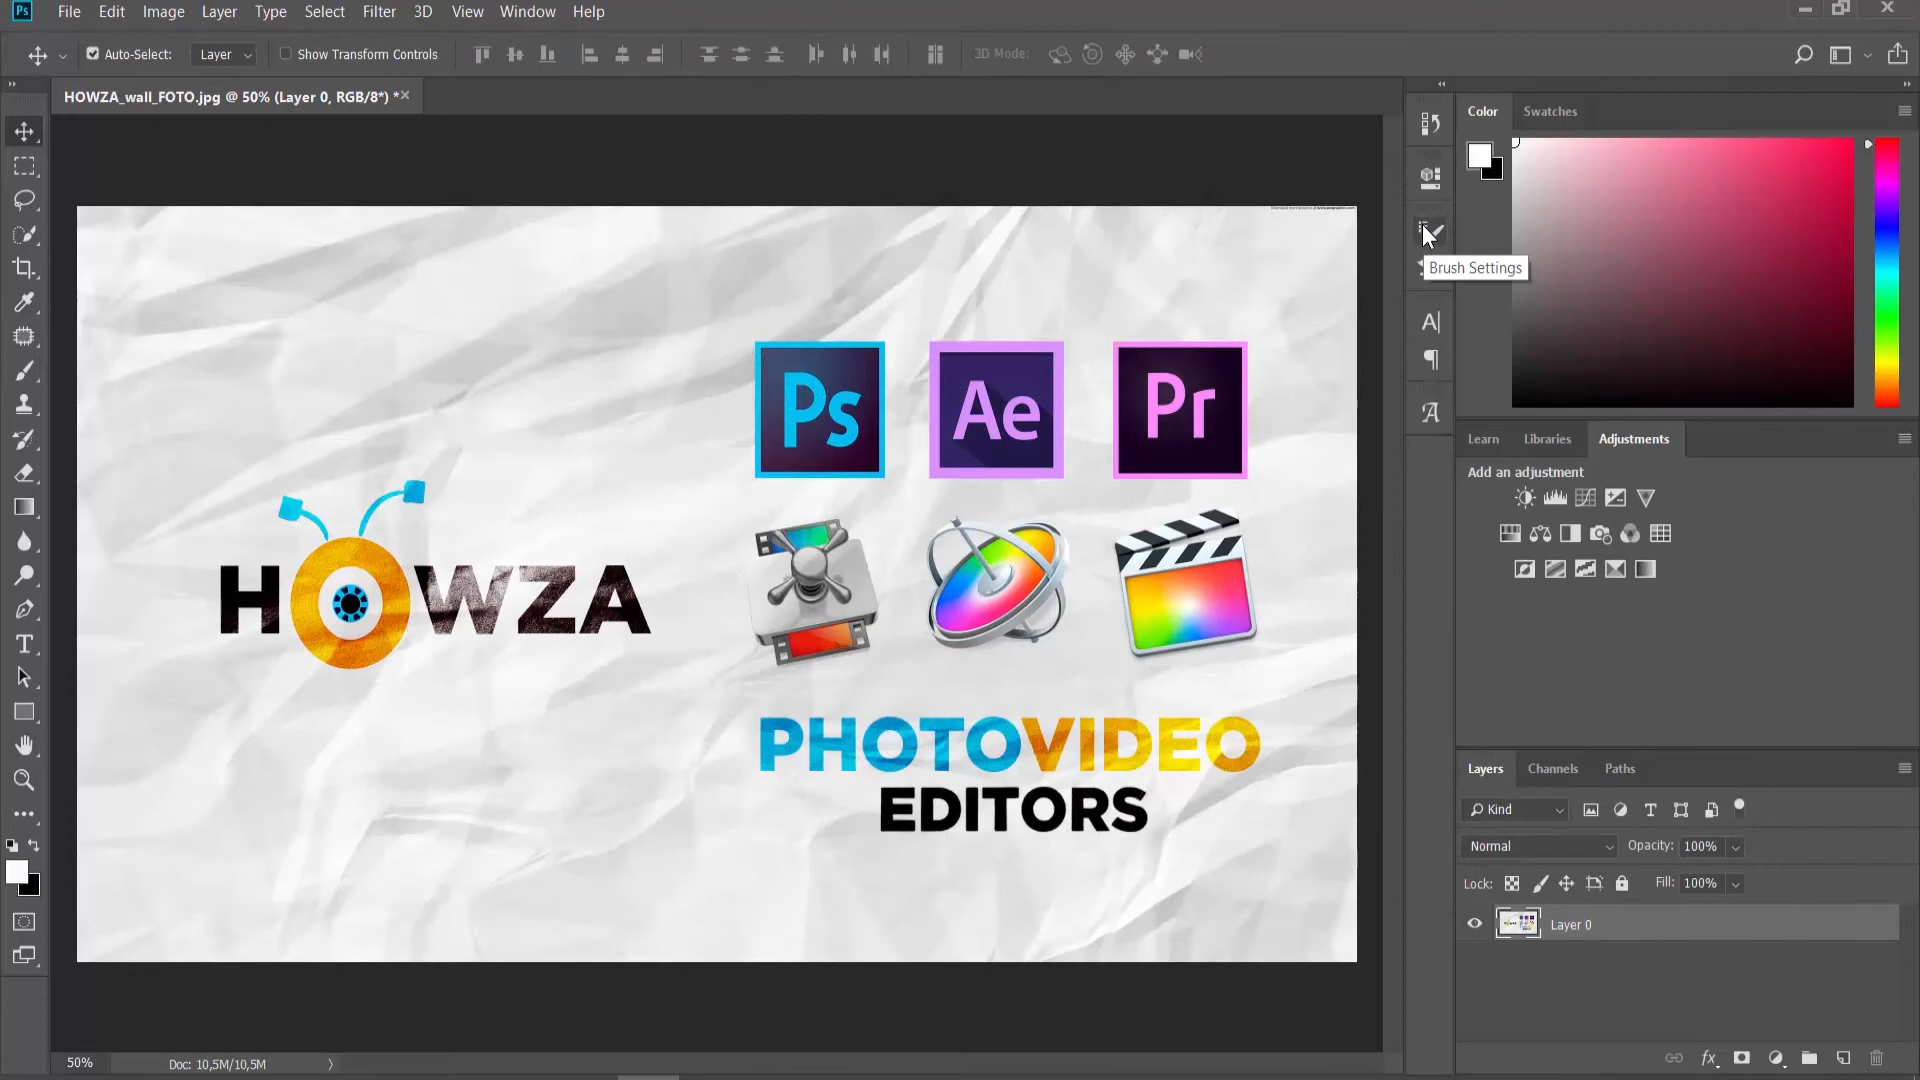 Ps File Edit Image Layer Type Select Filter 3D View Window Help
Auto-Select: Layer Show Transform Controls 3D Mode:
HOWZA_wall_FOTO.jpg @ 50% (Layer 0, RGB/8*) *
Color Swatches
Brush Settings
Ps Ae Pr
HOWZA
PHOTOVIDEO
EDITORS
Learn Libraries Adjustments
Add an adjustment
Layers Channels Paths
Kind
Normal Opacity: 100%
Lock: Fill: 100%
Layer 0
fx
50% Doc: 10,5M/10,5M